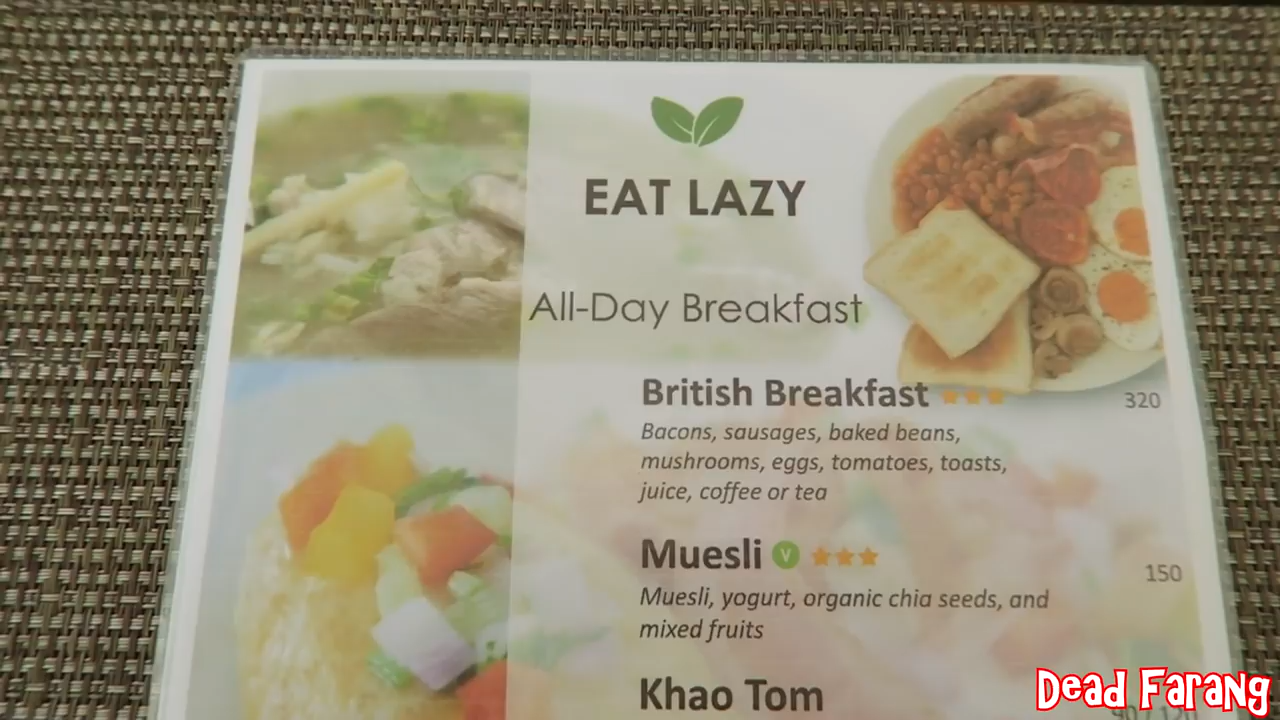 EAT LAZY
All-Day Breakfast
British Breakfast
320
Bacons, sausages, baked beans,
mushrooms, eggs, tomatoes, toasts,
juice, coffee or tea
Muesli V
150
Muesli, yogurt, organic chia seeds, and
mixed fruits
Khao Tom
Dead Farang